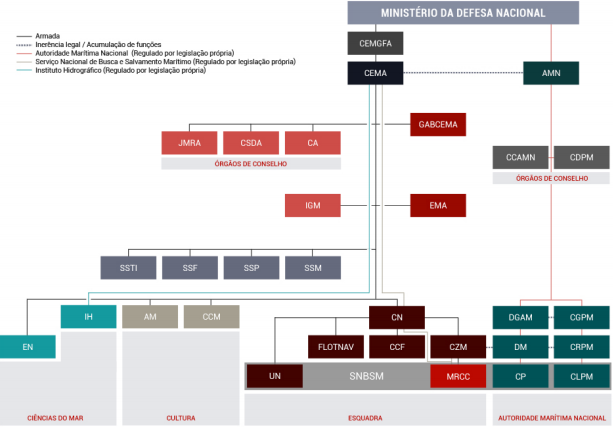 MINISTÉRIO DA DEFESA NACIONAL
Armada
Inerência legal / Acumulação de funções
Autoridade Marítima Nacional (Regulado por legislação própria)
Serviço Nacional de Busca e Salvamento Marítimo (Regulado por legislação própria)
Instituto Hidrográfico (Regulado por legislação própria)
CEMGFA
CEMA
AMN
GABCEMA
JMRA
CSDA
CA
ÓRGÃOS DE CONSELHO
CCAMN
CDPM
ÓRGÃOS DE CONSELHO
IGM
EMA
SSTI
SSF
SSP
SSM
IH
AM
CCM
CN
DGAM
CGPM
EN
FLOTNAV
CCF
CZM
DM
CRPM
UN
SNBSM
MRCC
CP
CLPM
CIÊNCIAS DO MAR
CULTURA
ESQUADRA
AUTORIDADE MARÍTIMA NACIONAL